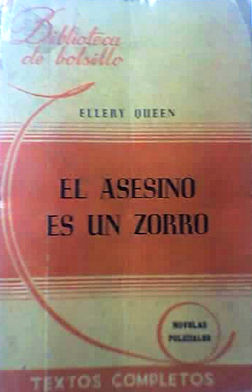 Biblioteca
de bolsillo
ELLERY QUEEN
EL ASESINO
ES UN ZORRO
NOVELAS
POLICIALES
TEXTOS COMPLETOS